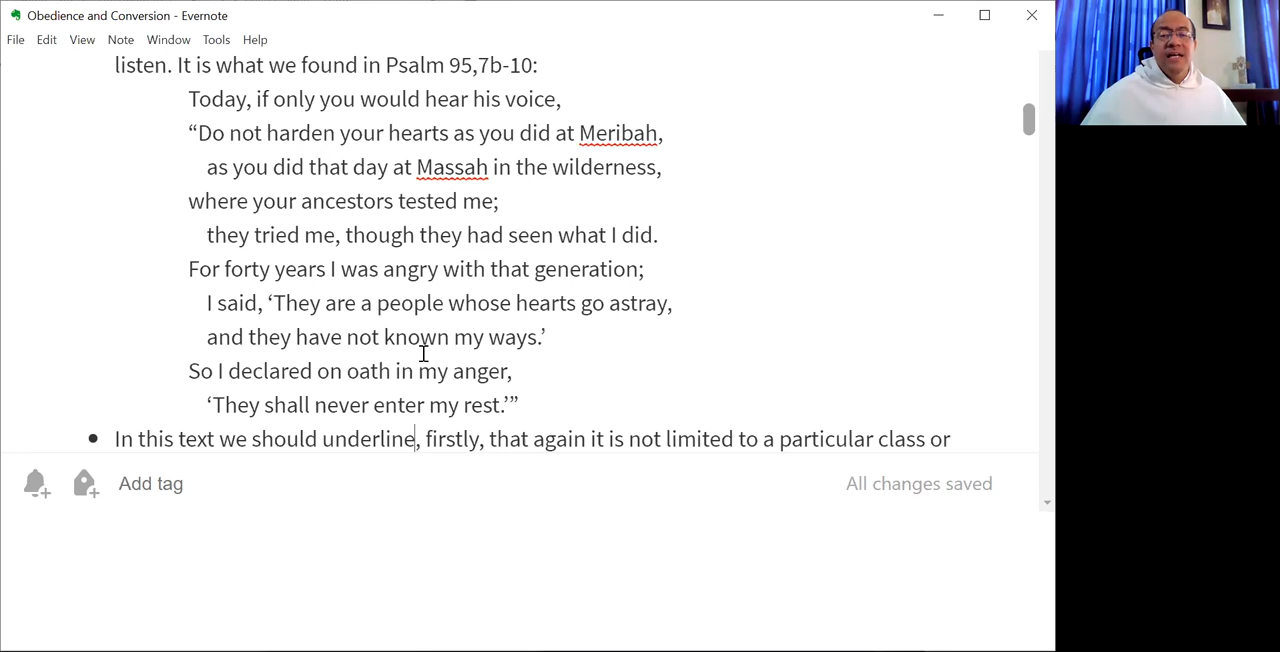 Obedience and Conversion - Evernote
File Edit View Note Window Tools Help
listen. It is what we found in Psalm 95,7b-10:
Today, if only you would hear his voice,
“Do not harden your hearts as you did at Meribah,
as you did that day at Massah in the wilderness,
where your ancestors tested me;
they tried me, though they had seen what I did.
For forty years I was angry with that generation;
I said, ‘They are a people whose hearts go astray,
and they have not known my ways.’
So I declared on oath in my anger,
‘They shall never enter my rest.’”
• In this text we should underline, firstly, that again it is not limited to a particular class or
Add tag
All changes saved